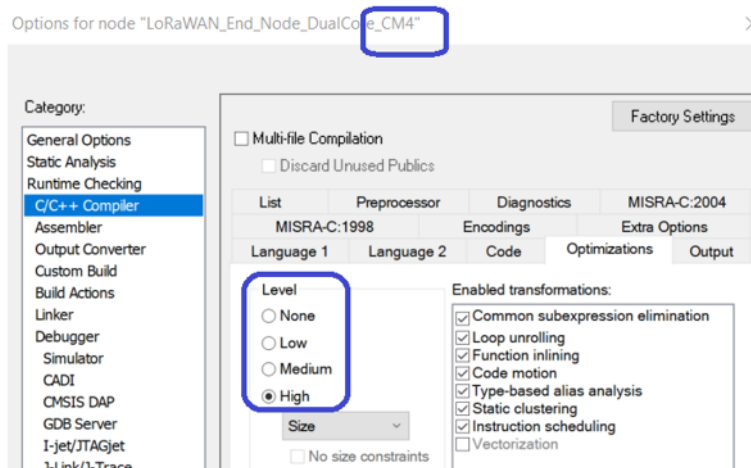 Options for node "LoRaWAN_End_Node_DualCore_CM4"
Category:
General Options
Static Analysis
Runtime Checking
C/C++ Compiler
Assembler
Output Converter
Custom Build
Build Actions
Linker
Debugger
Simulator
CADI
CMSIS DAP
GDB Server
I-jet/JTAGjet
J-Link/J-Trace
Factory Settings
Multi-file Compilation
Discard Unused Publics
List Preprocessor Diagnostics MISRA-C:2004
MISRA-C:1998 Encodings Extra Options
Language 1 Language 2 Code Optimizations Output
Level
None
Low
Medium
High
Size
No size constraints
Enabled transformations:
Common subexpression elimination
Loop unrolling
Function inlining
Code motion
Type-based alias analysis
Static clustering
Instruction scheduling
Vectorization